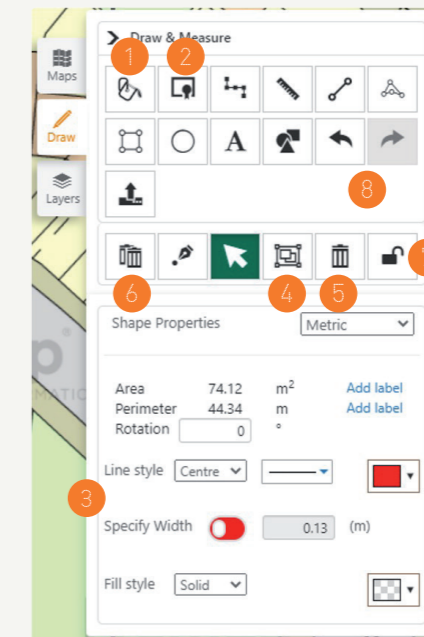 Draw & Measure
1
2
Maps
Draw
A
Layers
8
6
4
5
Shape Properties
Metric
Area 74.12 m² Add label
Perimeter 44.34 m Add label
Rotation 0 °
Line style Centre
3
Specify Width 0.13 (m)
Fill style Solid